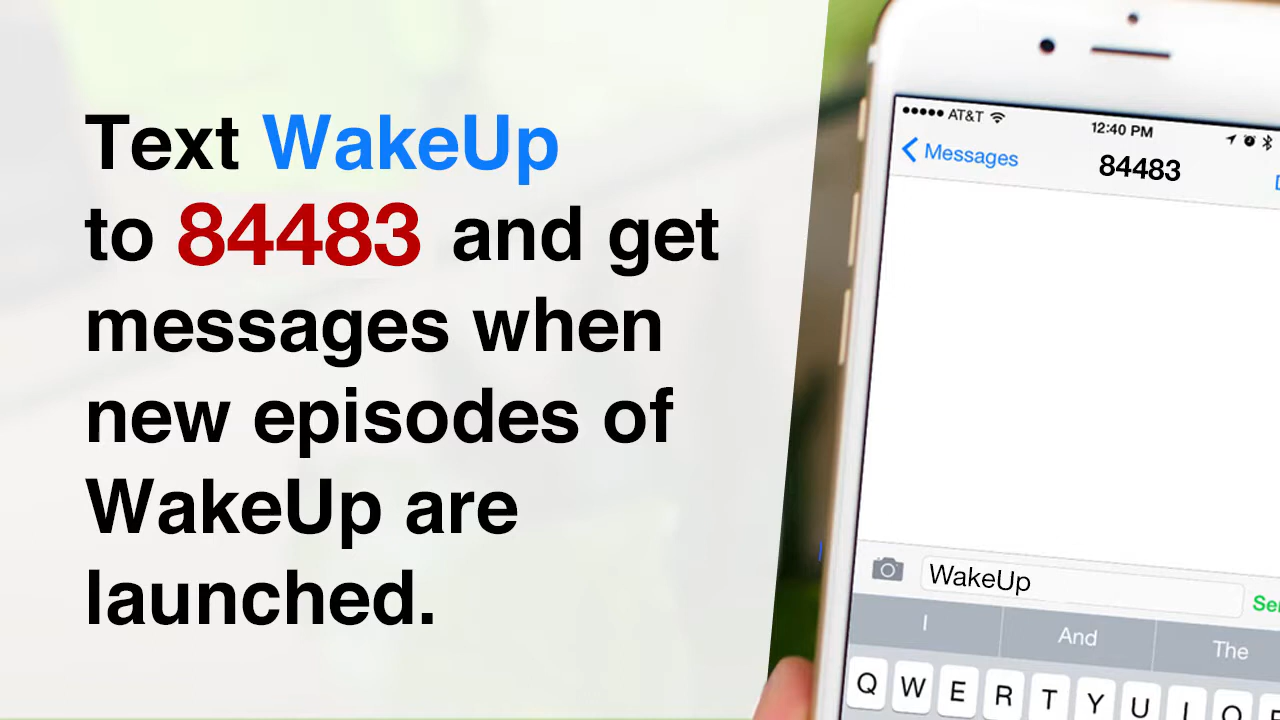 Text WakeUp
to 84483 and get
messages when
new episodes of
WakeUp are
launched.
AT&T 12:40 PM
Messages 84483
WakeUp
I And The
Q W E R T Y U I